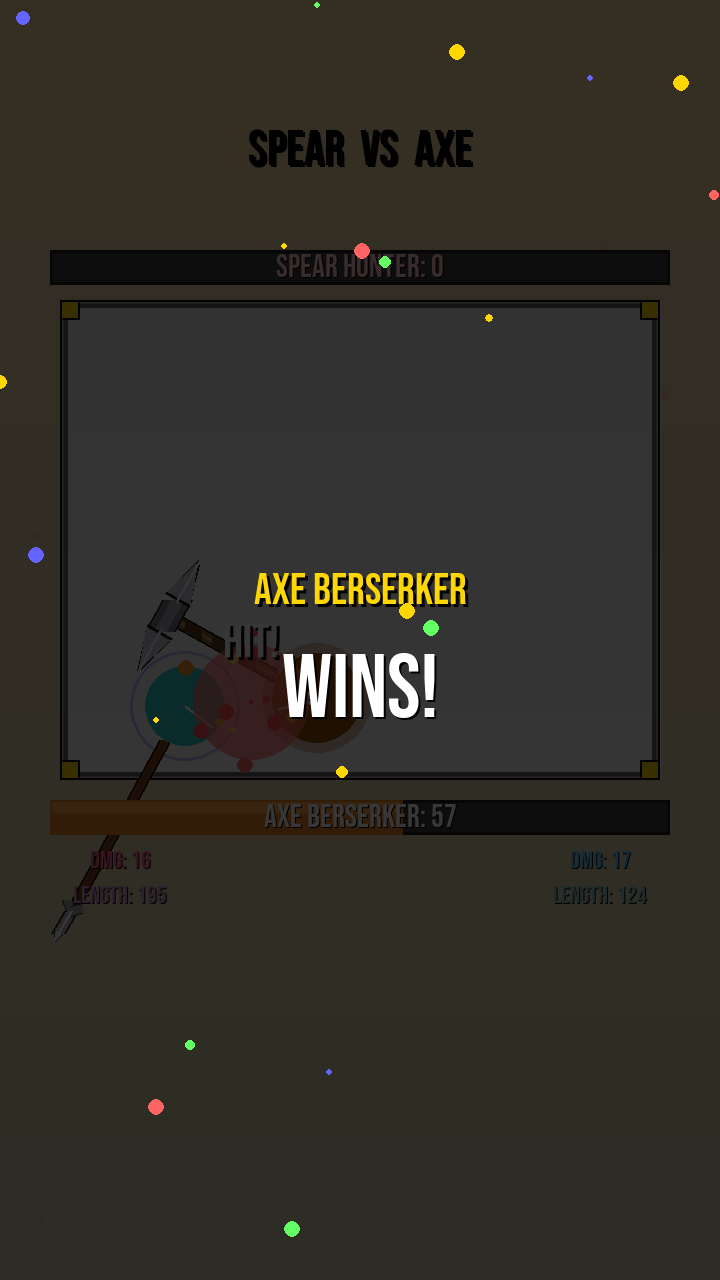 SPEAR VS AXE
SPEAR HUNTER: 0
AXE BERSERKER
HIT!
WINS!
AXE BERSERKER: 57
DMG: 16
DMG: 17
LENGTH: 195
LENGTH: 124